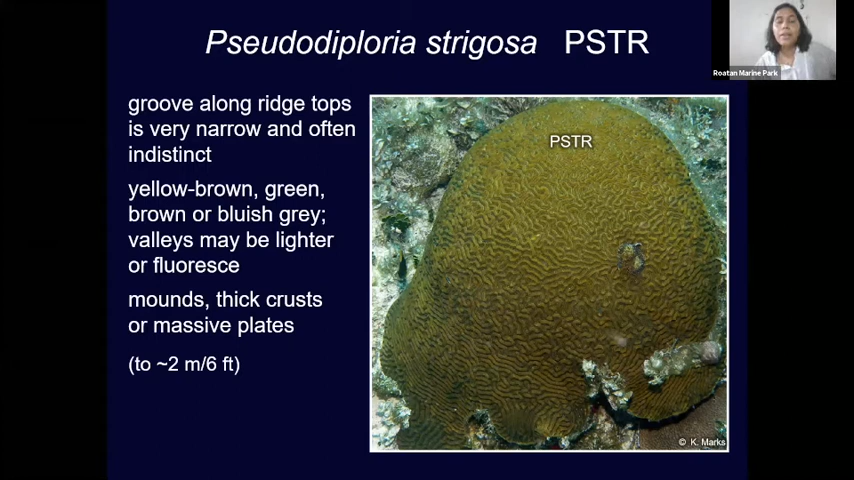 Pseudodiploria strigosa PSTR
Roatan Marine Park
groove along ridge tops
is very narrow and often
indistinct
yellow-brown, green,
brown or bluish grey;
valleys may be lighter
or fluoresce
mounds, thick crusts
or massive plates
(to ~2 m/6 ft)
PSTR
© K. Marks